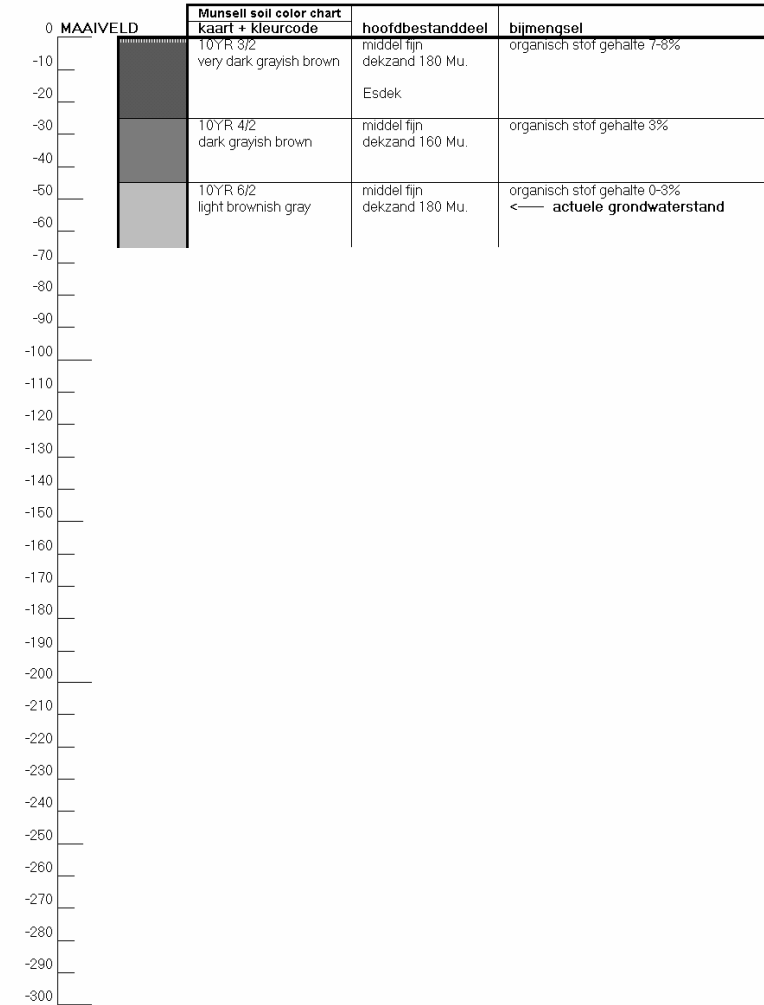 Munsell soil color chart
0 MAAIVELD kaart + kleurcode hoofdbestanddeel bijmengsel
10YR 3/2 middel fijn organisch stof gehalte 7-8%
-10 very dark grayish brown dekzand 180 Mu.
-20 Esdek
-30 10YR 4/2 middel fijn organisch stof gehalte 3%
dark grayish brown dekzand 160 Mu.
-40
-50 10YR 6/2 middel fijn organisch stof gehalte 0-3%
light brownish gray dekzand 180 Mu. <— actuele grondwaterstand
-60
-70
-80
-90
-100
-110
-120
-130
-140
-150
-160
-170
-180
-190
-200
-210
-220
-230
-240
-250
-260
-270
-280
-290
-300